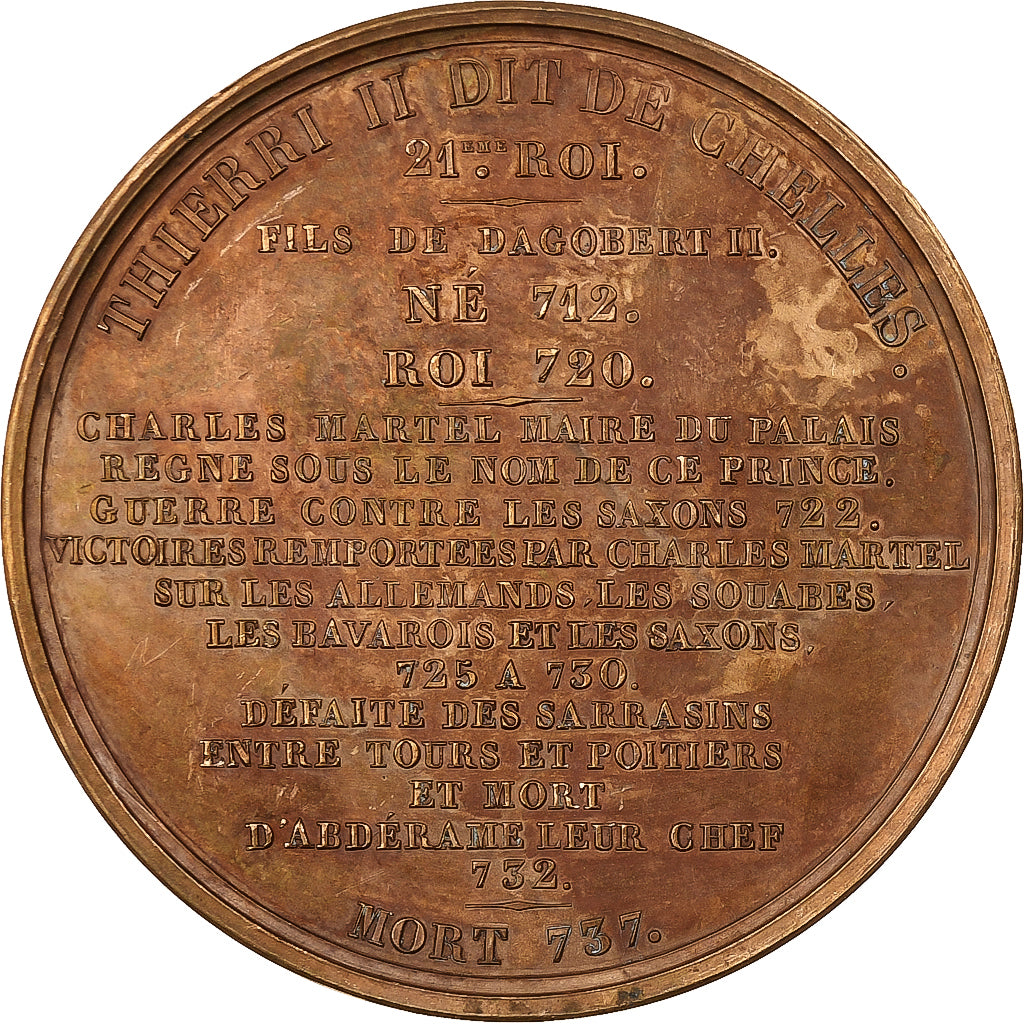 THIERRI II DIT DE CHELLES.
21EME. ROI.
FILS DE DAGOBERT II.
NÉ 712.
ROI 720.
CHARLES MARTEL MAIRE DU PALAIS
REGNE SOUS LE NOM DE CE PRINCE.
GUERRE CONTRE LES SAXONS 722.
VICTOIRES REMPORTEES PAR CHARLES MARTEL
SUR LES ALLEMANDS, LES SOUABES,
LES BAVAROIS ET LES SAXONS,
725 A 730.
DÉFAITE DES SARRASINS
ENTRE TOURS ET POITIERS
ET MORT
D'ABDÉRAME LEUR CHEF
732.
MORT 737.